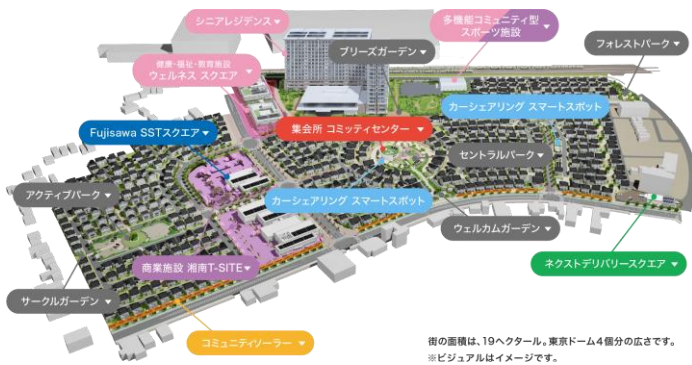 シニアレジデンス
多機能コミュニティ型
スポーツ施設
ブリーズガーデン
フォレストパーク
健康・福祉・教育施設
ウェルネス スクエア
カーシェアリング スマートスポット
Fujisawa SSTスクエア
集会所 コミッティセンター
セントラルパーク
アクティブパーク
カーシェアリング スマートスポット
ウェルカムガーデン
商業施設 湘南T-SITE
ネクストデリバリースクエア
サークルガーデン
コミュニティソーラー
街の面積は、19ヘクタール。東京ドーム4個分の広さです。
※ビジュアルはイメージです。